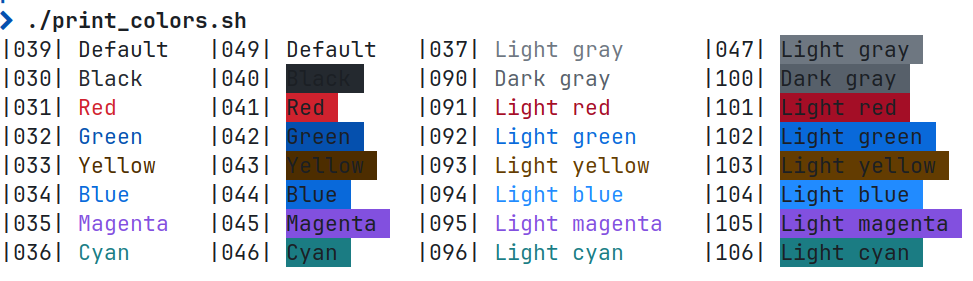 ❯ ./print_colors.sh
|039| Default |049| Default |037| Light gray |047| Light gray
|030| Black |040| Black |090| Dark gray |100| Dark gray
|031| Red |041| Red |091| Light red |101| Light red
|032| Green |042| Green |092| Light green |102| Light green
|033| Yellow |043| Yellow |093| Light yellow |103| Light yellow
|034| Blue |044| Blue |094| Light blue |104| Light blue
|035| Magenta |045| Magenta |095| Light magenta |105| Light magenta
|036| Cyan |046| Cyan |096| Light cyan |106| Light cyan